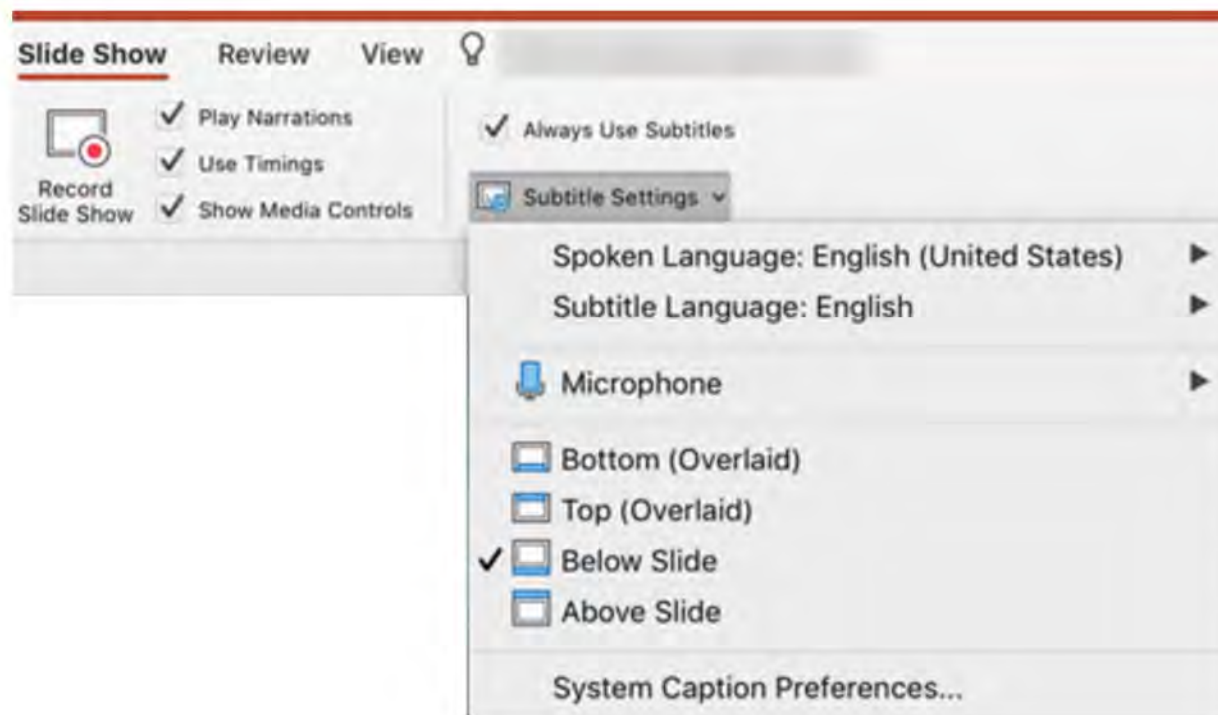 Slide Show Review View
Play Narrations
Use Timings
Show Media Controls
Record
Slide Show
Always Use Subtitles
Subtitle Settings
Spoken Language: English (United States)
Subtitle Language: English
Microphone
Bottom (Overlaid)
Top (Overlaid)
Below Slide
Above Slide
System Caption Preferences...